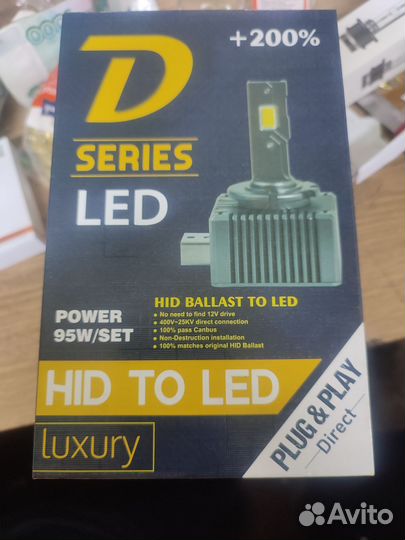 D
+200%
SERIES
LED
POWER
95W/SET
HID BALLAST TO LED
• No need to find 12V drive
• 400V~25KV direct connection
• 100% pass Canbus
• Non-Destruction installation
• 100% matches original HID Ballast
HID TO LED
luxury
PLUG & PLAY
Direct
Avito